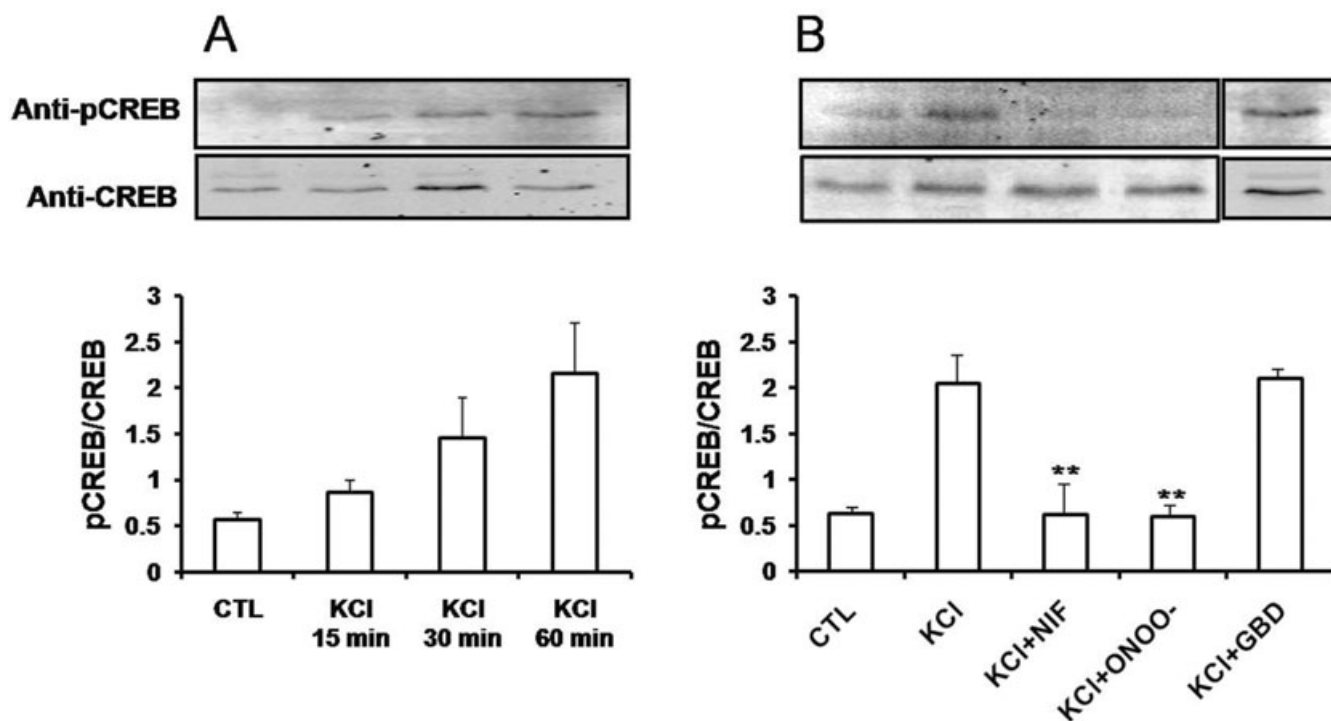 A
B
Anti-pCREB
Anti-CREB
pCREB/CREB
3
2.5
2
1.5
1
0.5
0
CTL
KCl
15 min
KCl
30 min
KCl
60 min
pCREB/CREB
3
2.5
2
1.5
1
0.5
0
**
**
CTL
KCl
KCl+NIF
KCl+ONOO-
KCl+GBD